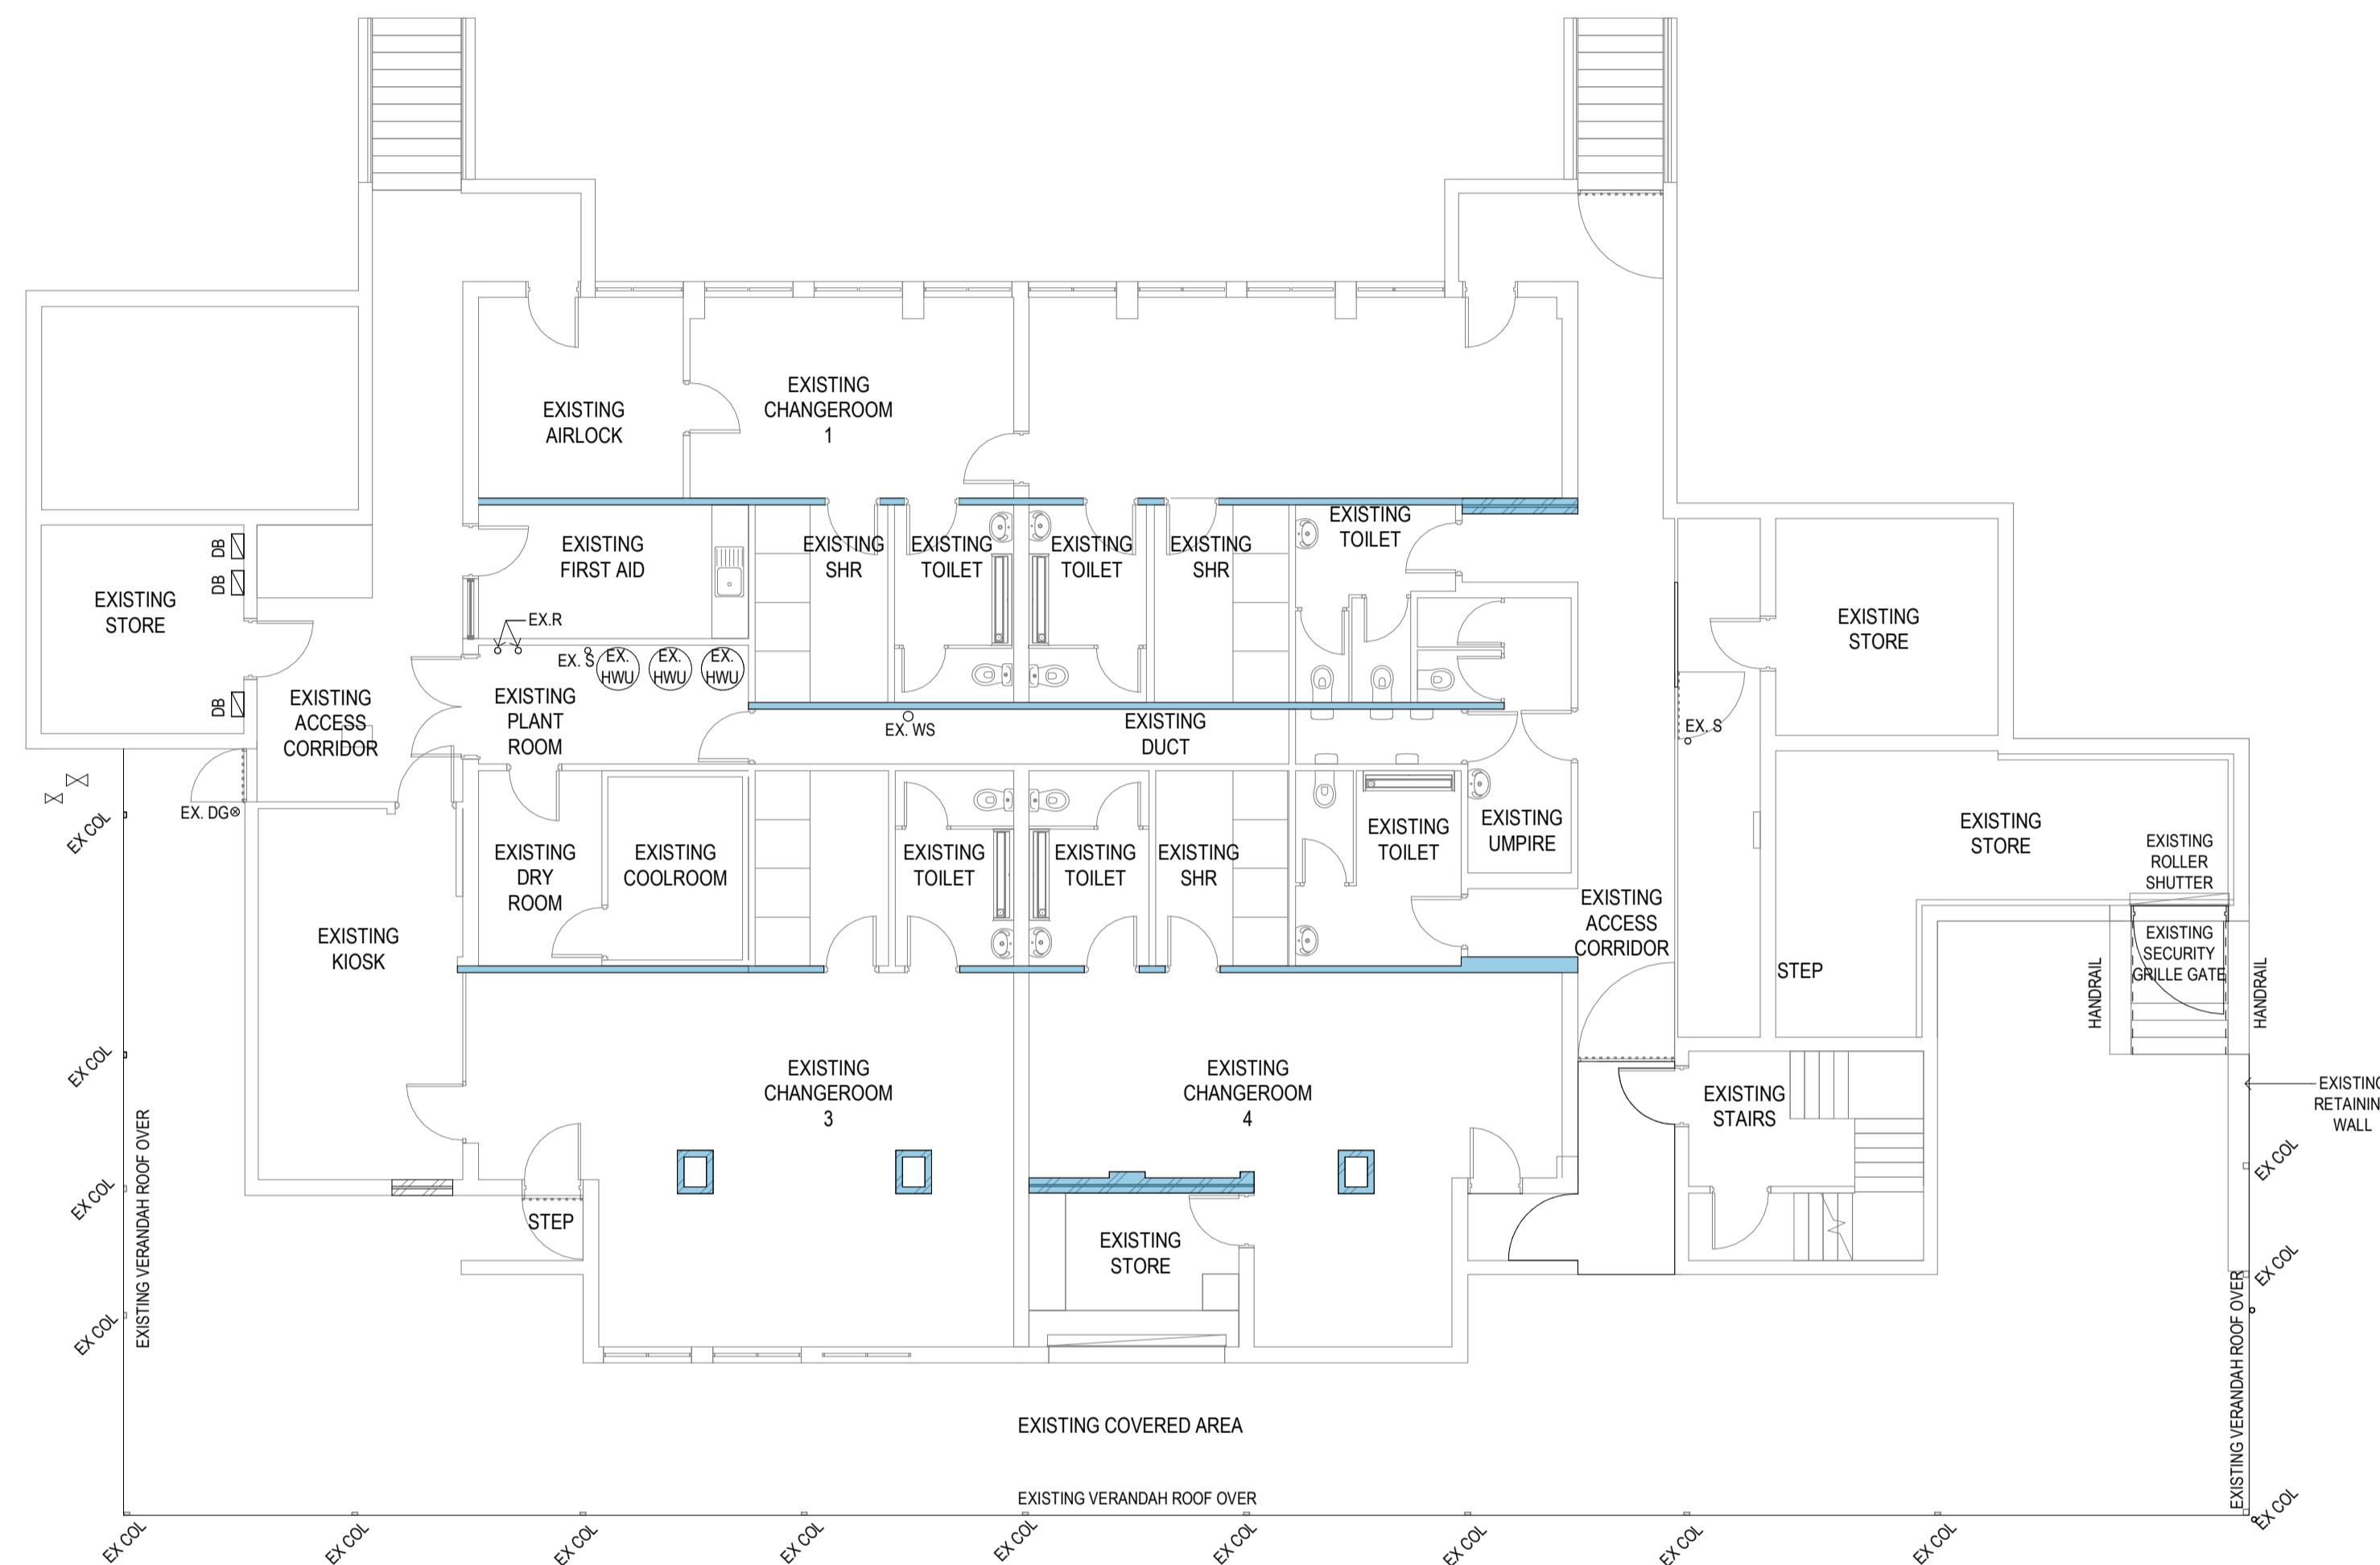 EXISTING
CHANGEROOM
1
EXISTING
AIRLOCK
EXISTING
TOILET
EXISTING
FIRST AID
EXISTING
SHR
EXISTING
TOILET
EXISTING
TOILET
EXISTING
SHR
DB
DB
EXISTING
STORE
EX.R
EXISTING
STORE
EX. S
EX.
HWU
EX.
HWU
EX.
HWU
DB
EXISTING
ACCESS
CORRIDOR
EXISTING
PLANT
ROOM
EX. WS
EXISTING
DUCT
EX. S
EX. DG
EX COL
EXISTING
DRY
ROOM
EXISTING
COOLROOM
EXISTING
TOILET
EXISTING
TOILET
EXISTING
SHR
EXISTING
TOILET
EXISTING
UMPIRE
EXISTING
STORE
EXISTING
ROLLER
SHUTTER
EXISTING
KIOSK
EXISTING
ACCESS
CORRIDOR
STEP
HANDRAIL
EXISTING
SECURITY
GRILLE GATE
HANDRAIL
EX COL
EXISTING
CHANGEROOM
3
EXISTING
CHANGEROOM
4
EXISTING
STAIRS
EXISTING
RETAININ
WALL
EX COL
EXISTING VERANDAH ROOF OVER
EX COL
STEP
EXISTING
STORE
EX COL
EX COL
EXISTING VERANDAH ROOF OVER
EXISTING COVERED AREA
EXISTING VERANDAH ROOF OVER
EX COL
EX COL
EX COL
EX COL
EX COL
EX COL
EX COL
EX COL
EX COL
EX COL